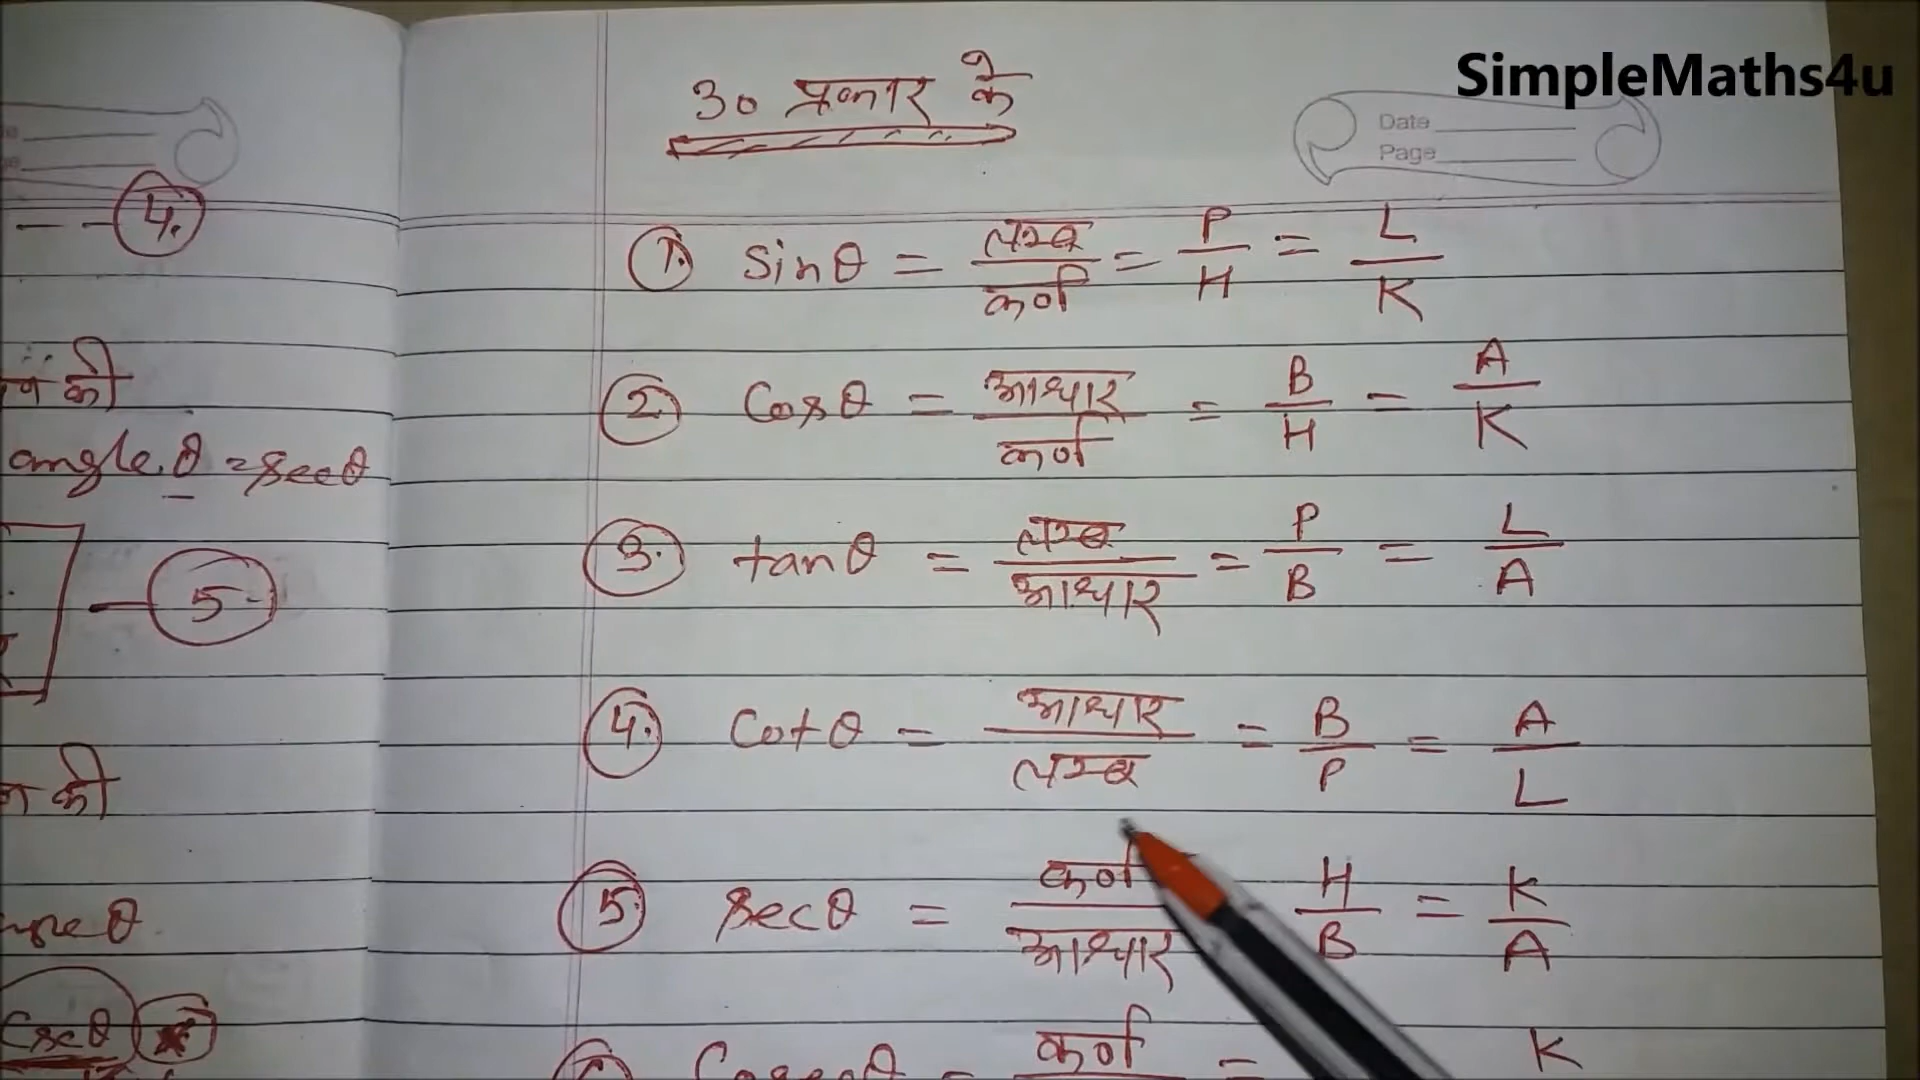 SimpleMaths4u
30 प्रकार के
Date
Page
4.
1. sinθ = लम्ब/कर्ण = P/H = L/K
2. Cosθ = आधार/कर्ण = B/H = A/K
की
angle θ = secθ
3. tanθ = लम्ब/आधार = P/B = L/A
5.
4. Cotθ = आधार/लम्ब = B/P = A/L
की
5. secθ = कर्ण/आधार H/B = K/A
θ
कर्ण = K